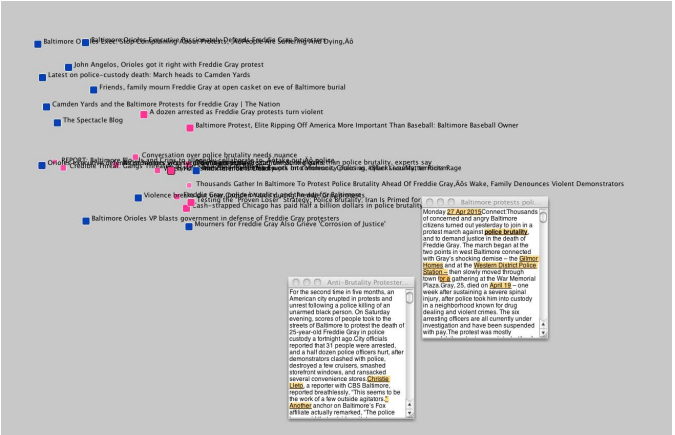 Baltimore Orioles Executive Passionately Defends Freddie Gray Protesters
Baltimore O les Exec: Stop Complaining About Protests, ‚ÄòPeople Are Suffering And Dying‚Äô
John Angelos, Orioles got it right with Freddie Gray protest
Latest on police-custody death: March heads to Camden Yards
Friends, family mourn Freddie Gray at open casket on eve of Baltimore burial
Camden Yards and the Baltimore Protests for Freddie Gray | The Nation
A dozen arrested as Freddie Gray protests turn violent
The Spectacle Blog
Baltimore Protest, Elite Ripping Off America More Important Than Baseball: Baltimore Baseball Owner
Conversation over police brutality needs nuance
REPORT: Baltimore
Credible Threat: Gangs
than police brutality, experts say
Thousands Gather In Baltimore To Protest Police Brutality Ahead Of Freddie Gray‚Äôs Wake, Family Denounces Violent Demonstrators
Violence
Testing the 'Proven Loser' Strategy; Police Brutality; Iran Is Primed for
Cash-strapped Chicago has paid half a billion dollars in police brutality
Baltimore Orioles VP blasts government in defense of Freddie Gray protesters
Mourners for Freddie Gray Also Grieve 'Corrosion of Justice'
Baltimore protests poli...
Monday 27 Apr 2015Connect.Thousands
of concerned and angry Baltimore
citizens turned out yesterday to join in a
protest march against police brutality,
and to demand justice in the death of
Freddie Gray. The march began at the
two points in west Baltimore connected
with Gray's shocking demise – the Gilmor
Homes and at the Western District Police
Station – then slowly moved through
town for a gathering at the War Memorial
Plaza.Gray, 25, died on April 19 – one
week after sustaining a severe spinal
injury, after police took him into custody
in a neighborhood known for drug
dealing and violent crimes. The six
arresting officers are all currently under
investigation and have been suspended
with pay.The protest was mostly
Anti-Brutality Protester...
For the second time in five months, an
American city erupted in protests and
unrest following a police killing of an
unarmed black person. On Saturday
evening, scores of people took to the
streets of Baltimore to protest the death of
25-year-old Freddie Gray in police
custody a fortnight ago.City officials
reported that 31 people were arrested,
and a half dozen police officers hurt, after
demonstrators clashed with police,
destroyed a few cruisers, smashed
storefront windows, and ransacked
several convenience stores.Christie
Ileto, a reporter with CBS Baltimore,
reported breathlessly, "This seems to be
the work of a few outside agitators."
Another anchor on Baltimore's Fox
affiliate actually remarked, "The police